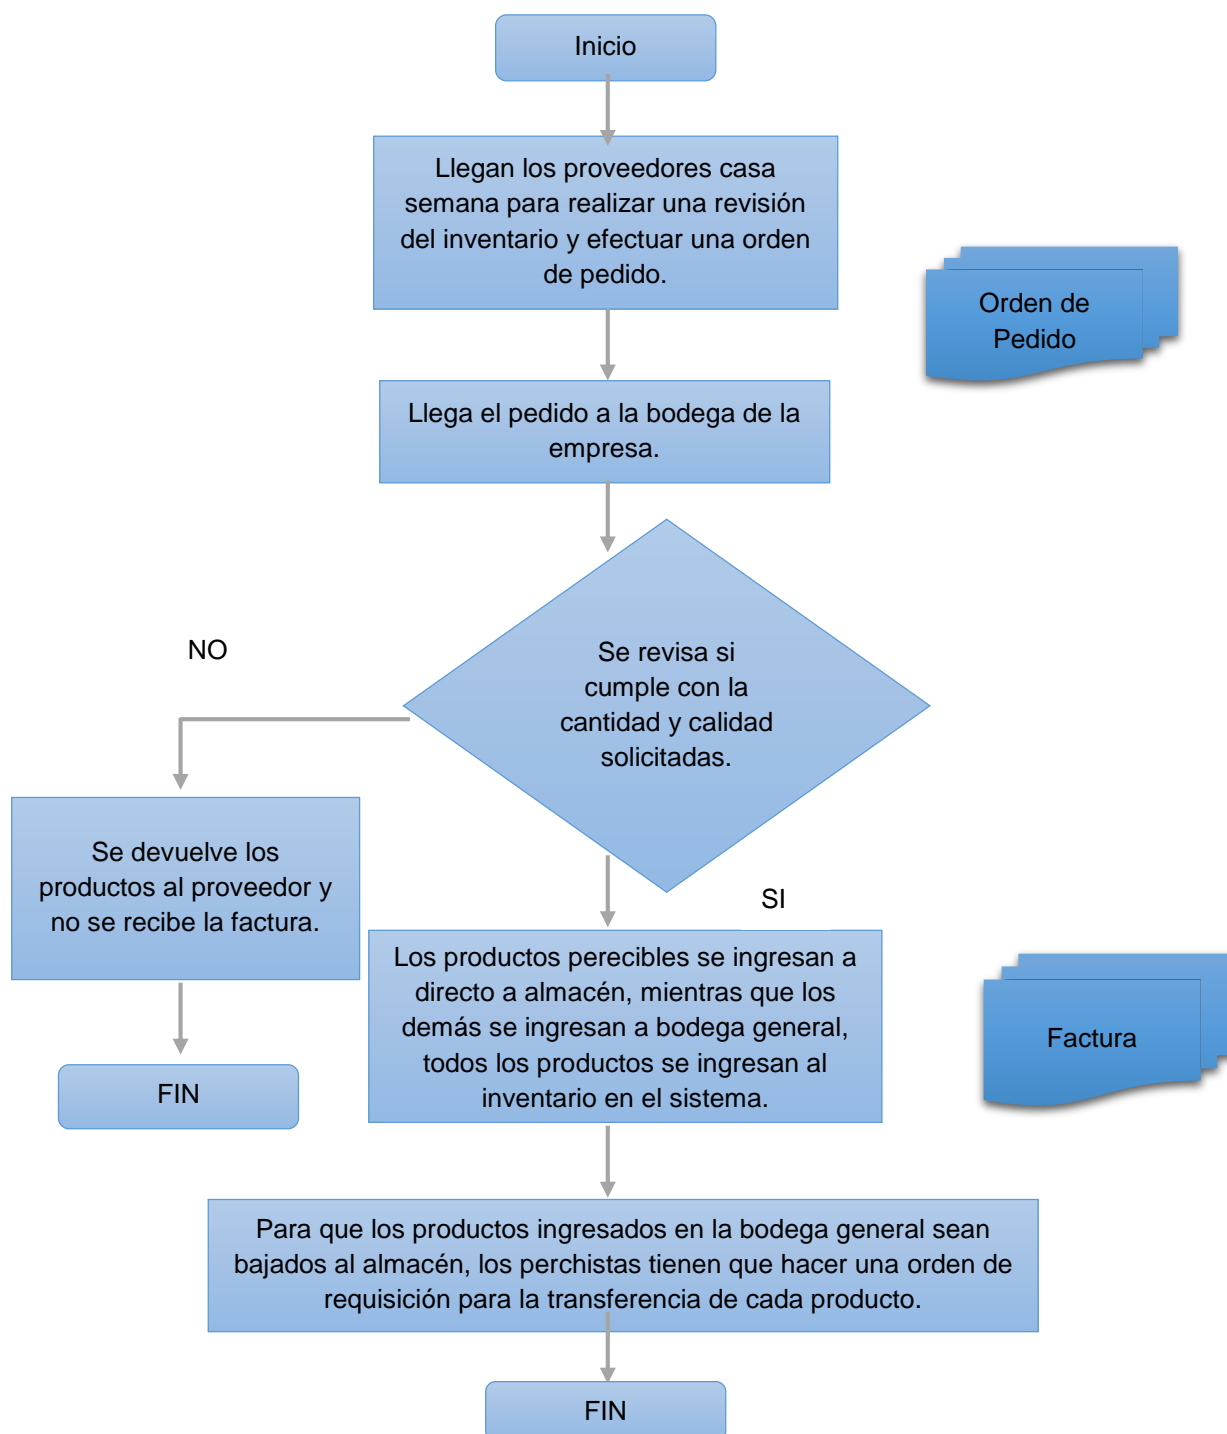 Inicio
Llegan los proveedores casa
semana para realizar una revisión
del inventario y efectuar una orden
de pedido.
Orden de
Pedido
Llega el pedido a la bodega de la
empresa.
NO
Se revisa si
cumple con la
cantidad y calidad
solicitadas.
Se devuelve los
productos al proveedor y
no se recibe la factura.
SI
Los productos perecibles se ingresan a
directo a almacén, mientras que los
demás se ingresan a bodega general,
todos los productos se ingresan al
inventario en el sistema.
Factura
FIN
Para que los productos ingresados en la bodega general sean
bajados al almacén, los perchistas tienen que hacer una orden de
requisición para la transferencia de cada producto.
FIN